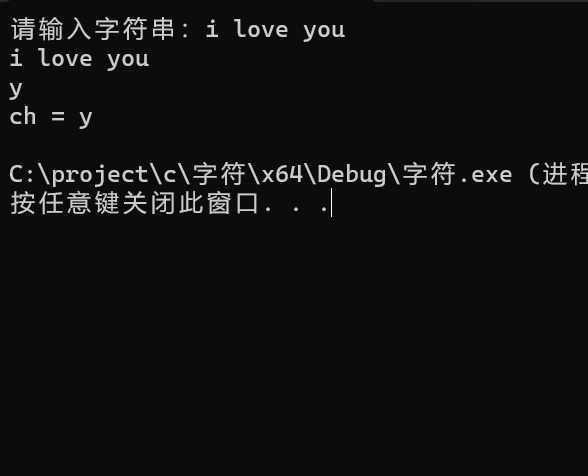 请输入字符串：i love you
i love you
y
ch = y
C:\project\c\字符\x64\Debug\字符.exe (进程
按任意键关闭此窗口. . .